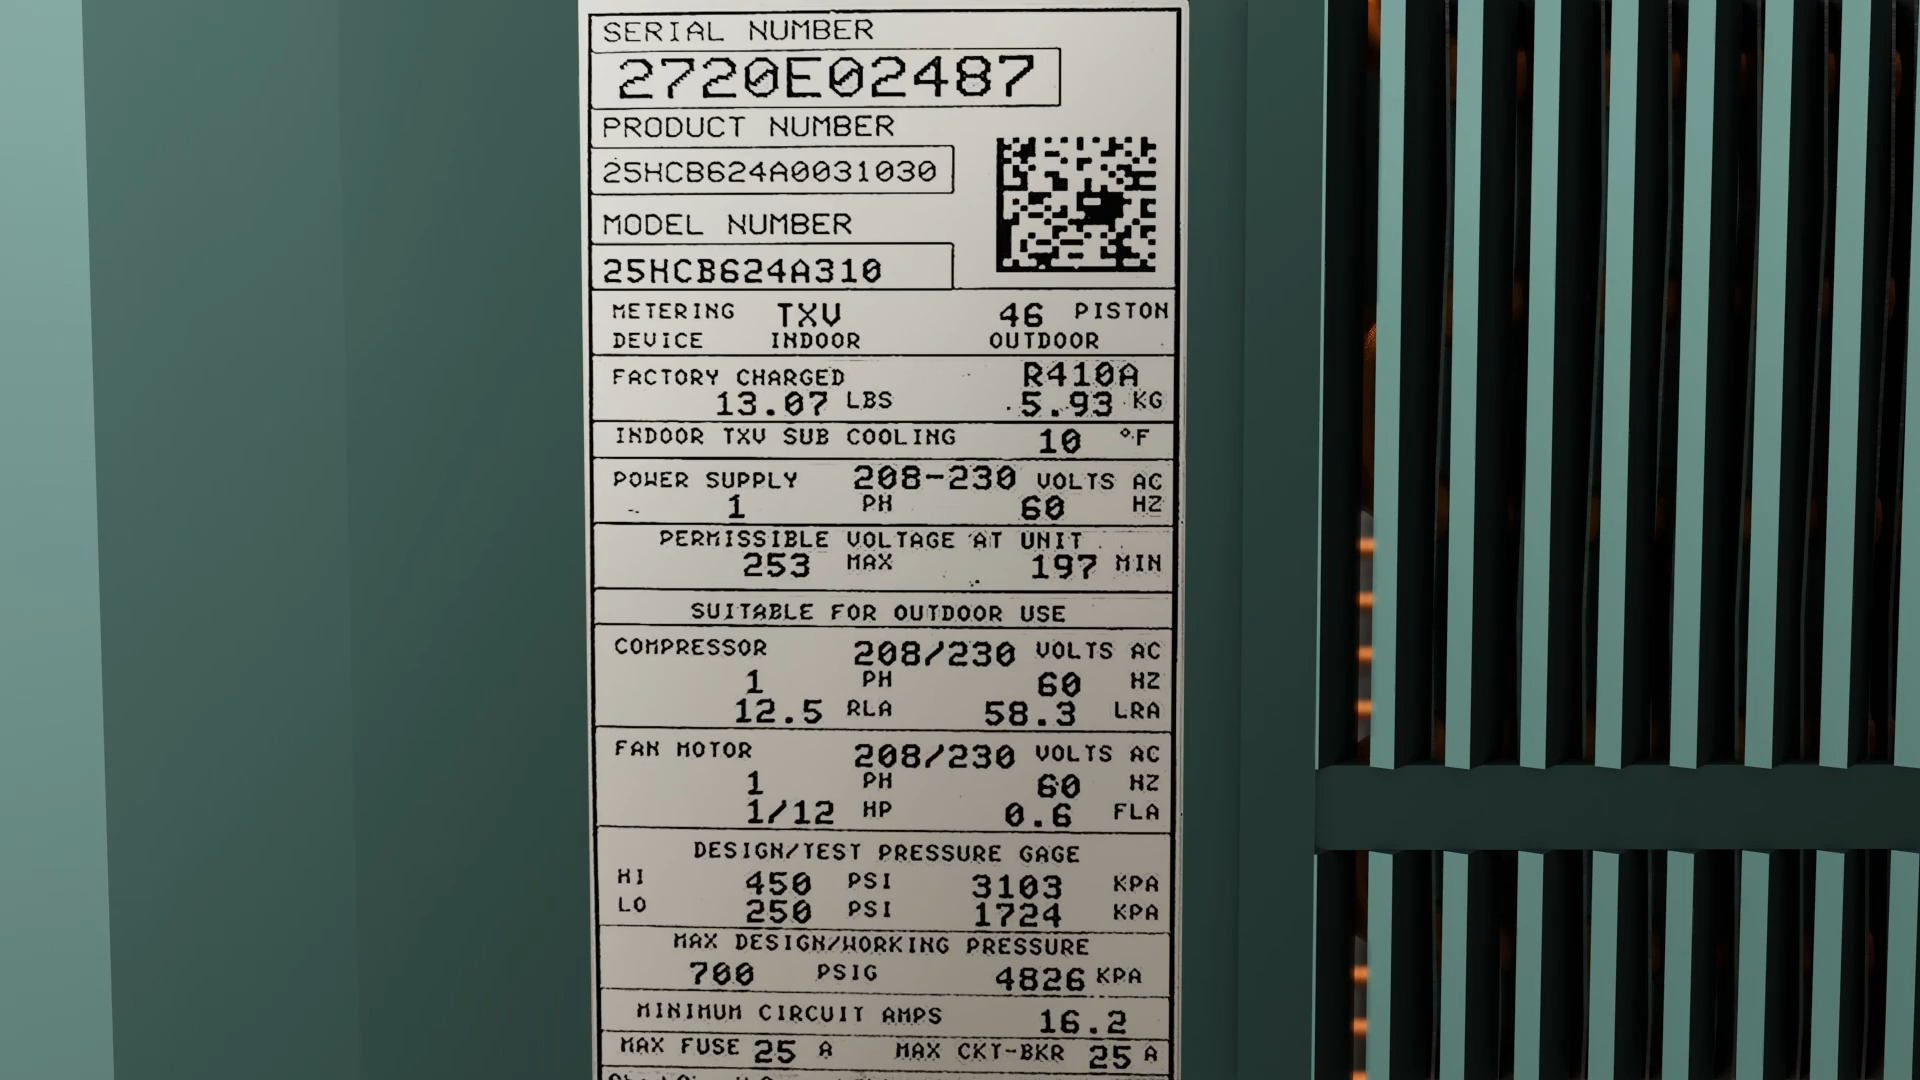 SERIAL NUMBER
2720E02487
PRODUCT NUMBER
25HCB624A0031030
MODEL NUMBER
25HCB624A310
METERING TXV 46 PISTON
DEVICE INDOOR OUTDOOR
FACTORY CHARGED R410A
13.07 LBS 5.93 KG
INDOOR TXV SUB COOLING 10 °F
POWER SUPPLY 208-230 VOLTS AC
1 PH 60 HZ
PERMISSIBLE VOLTAGE AT UNIT
253 MAX 197 MIN
SUITABLE FOR OUTDOOR USE
COMPRESSOR 208/230 VOLTS AC
1 PH 60 HZ
12.5 RLA 58.3 LRA
FAN MOTOR 208/230 VOLTS AC
1 PH 60 HZ
1/12 HP 0.6 FLA
DESIGN/TEST PRESSURE GAGE
HI 450 PSI 3103 KPA
LO 250 PSI 1724 KPA
MAX DESIGN/WORKING PRESSURE
700 PSIG 4826 KPA
MINIMUM CIRCUIT AMPS 16.2
MAX FUSE 25 A MAX CKT-BKR 25 A